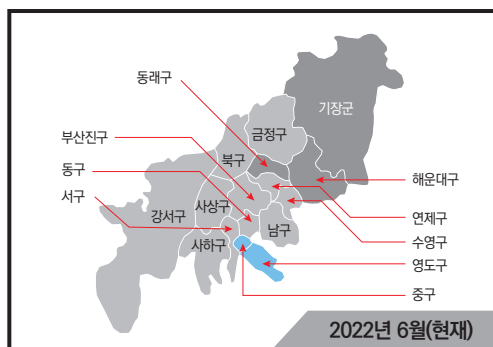 동래구
기장군
금정구
부산진구
북구
동구
해운대구
서구
사상구
강서구
연제구
남구
수영구
사하구
영도구
중구
2022년 6월(현재)